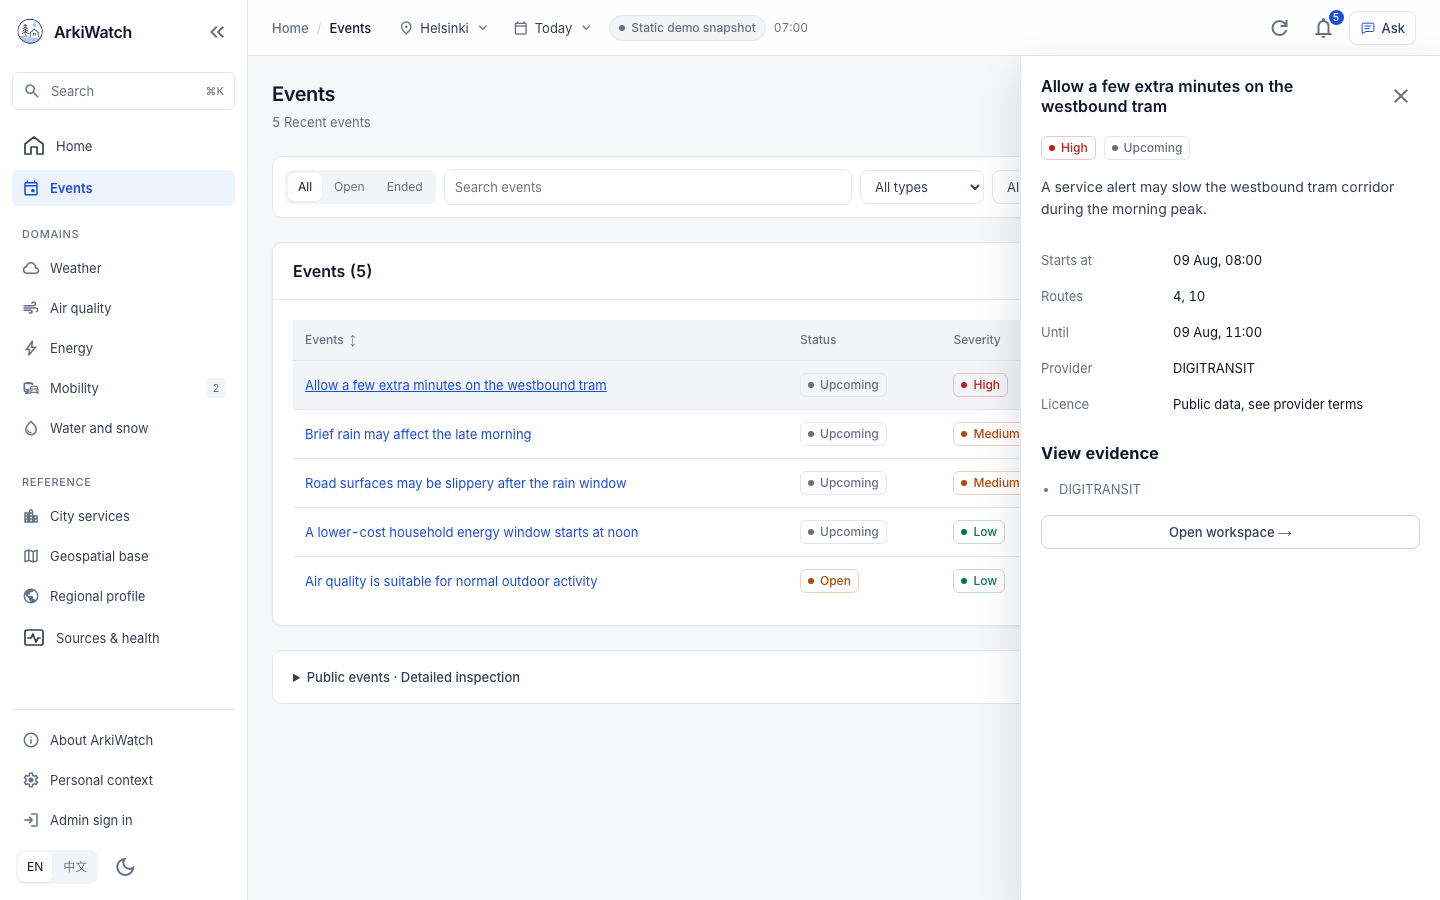 ArkiWatch
Search ⌘K
Home
Events
DOMAINS
Weather
Air quality
Energy
Mobility 2
Water and snow
REFERENCE
City services
Geospatial base
Regional profile
Sources & health
About ArkiWatch
Personal context
Admin sign in
EN 中文
Home / Events Helsinki Today Static demo snapshot 07:00 5 Ask
Events
5 Recent events
All Open Ended Search events All types Al
Events (5)
Events ↕ Status Severity
Allow a few extra minutes on the westbound tram Upcoming High
Brief rain may affect the late morning Upcoming Medium
Road surfaces may be slippery after the rain window Upcoming Medium
A lower-cost household energy window starts at noon Upcoming Low
Air quality is suitable for normal outdoor activity Open Low
Public events · Detailed inspection
Allow a few extra minutes on the
westbound tram
High Upcoming
A service alert may slow the westbound tram corridor
during the morning peak.
Starts at 09 Aug, 08:00
Routes 4, 10
Until 09 Aug, 11:00
Provider DIGITRANSIT
Licence Public data, see provider terms
View evidence
• DIGITRANSIT
Open workspace →